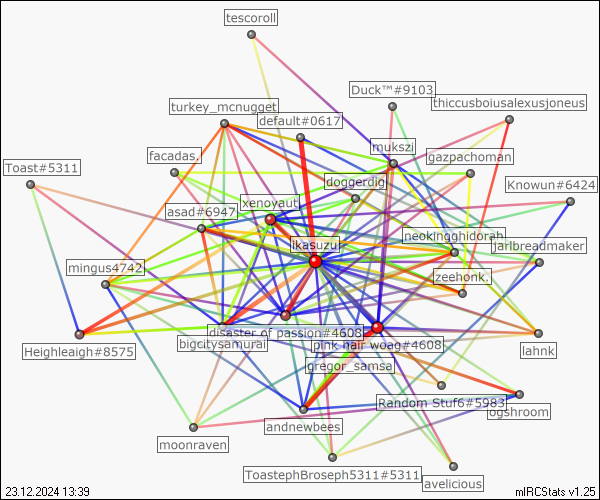 tescoroll
Duck™#9103
turkey_mcnugget
thiccusboiusalexusjoneus
default#0617
mukszi
facadas.
gazpachoman
Toast#5311
doggerdig
Knowun#6424
xenoyaut
asad#6947
neokingghidorah
ikasuzui
jarlbreadmaker
mingus4742
zeehonk.
disaster of passion#4608
bigcitysamurai
pink hair woag#4608
lahnk
Heighleaigh#8575
gregor_samsa
Random Stuf6#5983
ogshroom
andnewbees
moonraven
ToastephBroseph5311#5311
avelicious
23.12.2024 13:39
mIRCStats v1.25